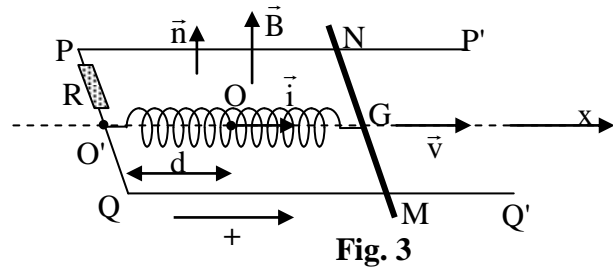 n⃗ B⃗
P N P'
R O i⃗ G x
O' d v⃗
Q M Q'
+
Fig. 3